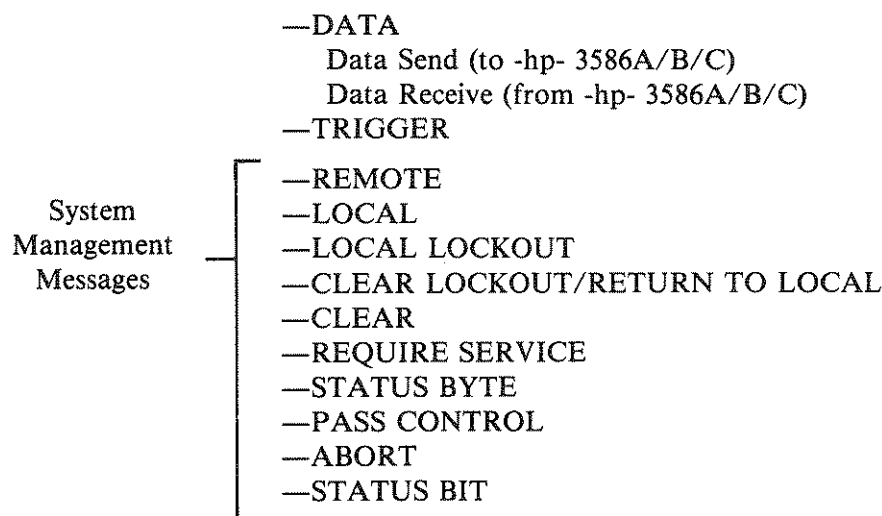 —DATA
Data Send (to -hp- 3586A/B/C)
Data Receive (from -hp- 3586A/B/C)
—TRIGGER
System
Management
Messages
—REMOTE
—LOCAL
—LOCAL LOCKOUT
—CLEAR LOCKOUT/RETURN TO LOCAL
—CLEAR
—REQUIRE SERVICE
—STATUS BYTE
—PASS CONTROL
—ABORT
—STATUS BIT